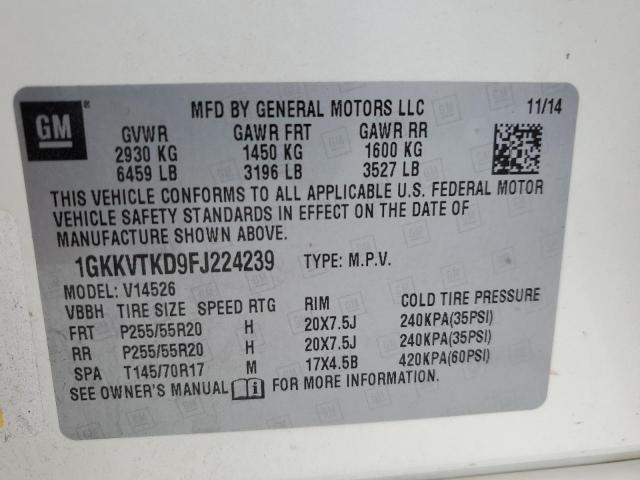 GM ® MFD BY GENERAL MOTORS LLC 11/14
GVWR GAWR FRT GAWR RR
2930 KG 1450 KG 1600 KG
6459 LB 3196 LB 3527 LB
THIS VEHICLE CONFORMS TO ALL APPLICABLE U.S. FEDERAL MOTOR
VEHICLE SAFETY STANDARDS IN EFFECT ON THE DATE OF
MANUFACTURE SHOWN ABOVE.
1GKKVTKD9FJ224239 TYPE: M.P.V.
MODEL: V14526
VBBH TIRE SIZE SPEED RTG RIM COLD TIRE PRESSURE
FRT P255/55R20 H 20X7.5J 240KPA(35PSI)
RR P255/55R20 H 20X7.5J 240KPA(35PSI)
SPA T145/70R17 M 17X4.5B 420KPA(60PSI)
SEE OWNER'S MANUAL FOR MORE INFORMATION.